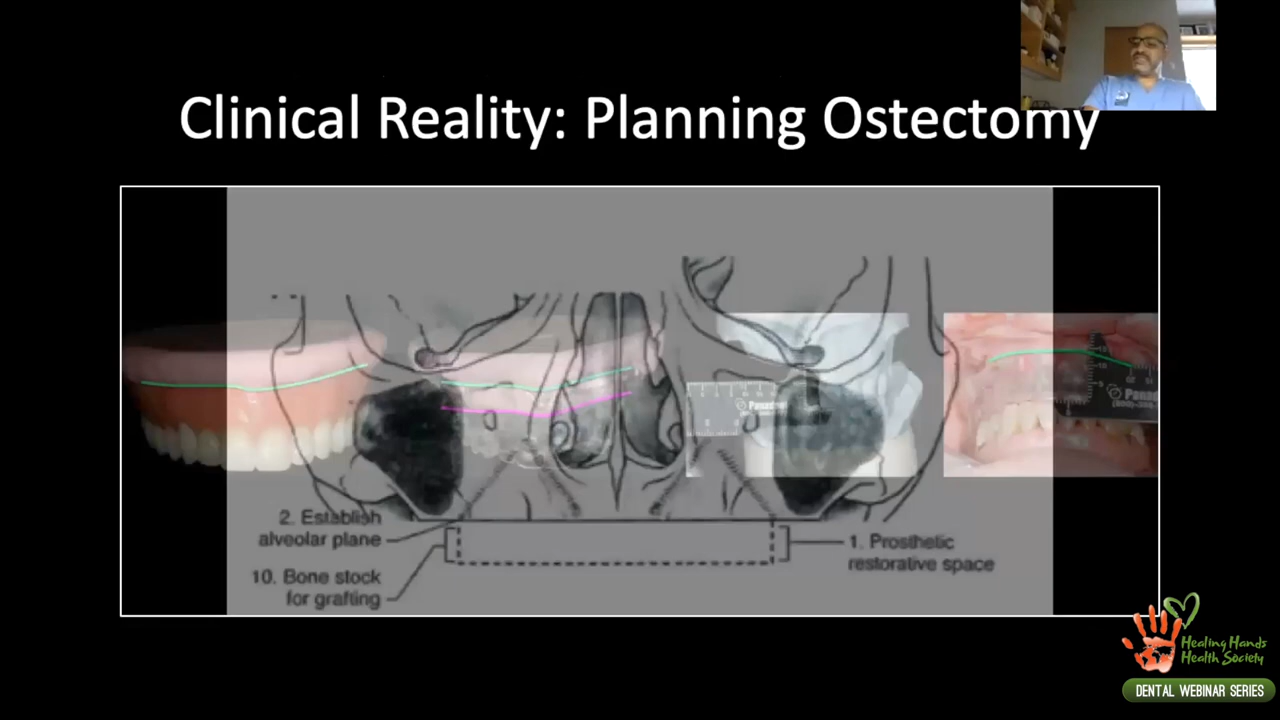 Clinical Reality: Planning Ostectomy
2. Establish
alveolar plane
10. Bone stock
for grafting
1. Prosthetic
restorative space
Healing Hands
Health Society
DENTAL WEBINAR SERIES